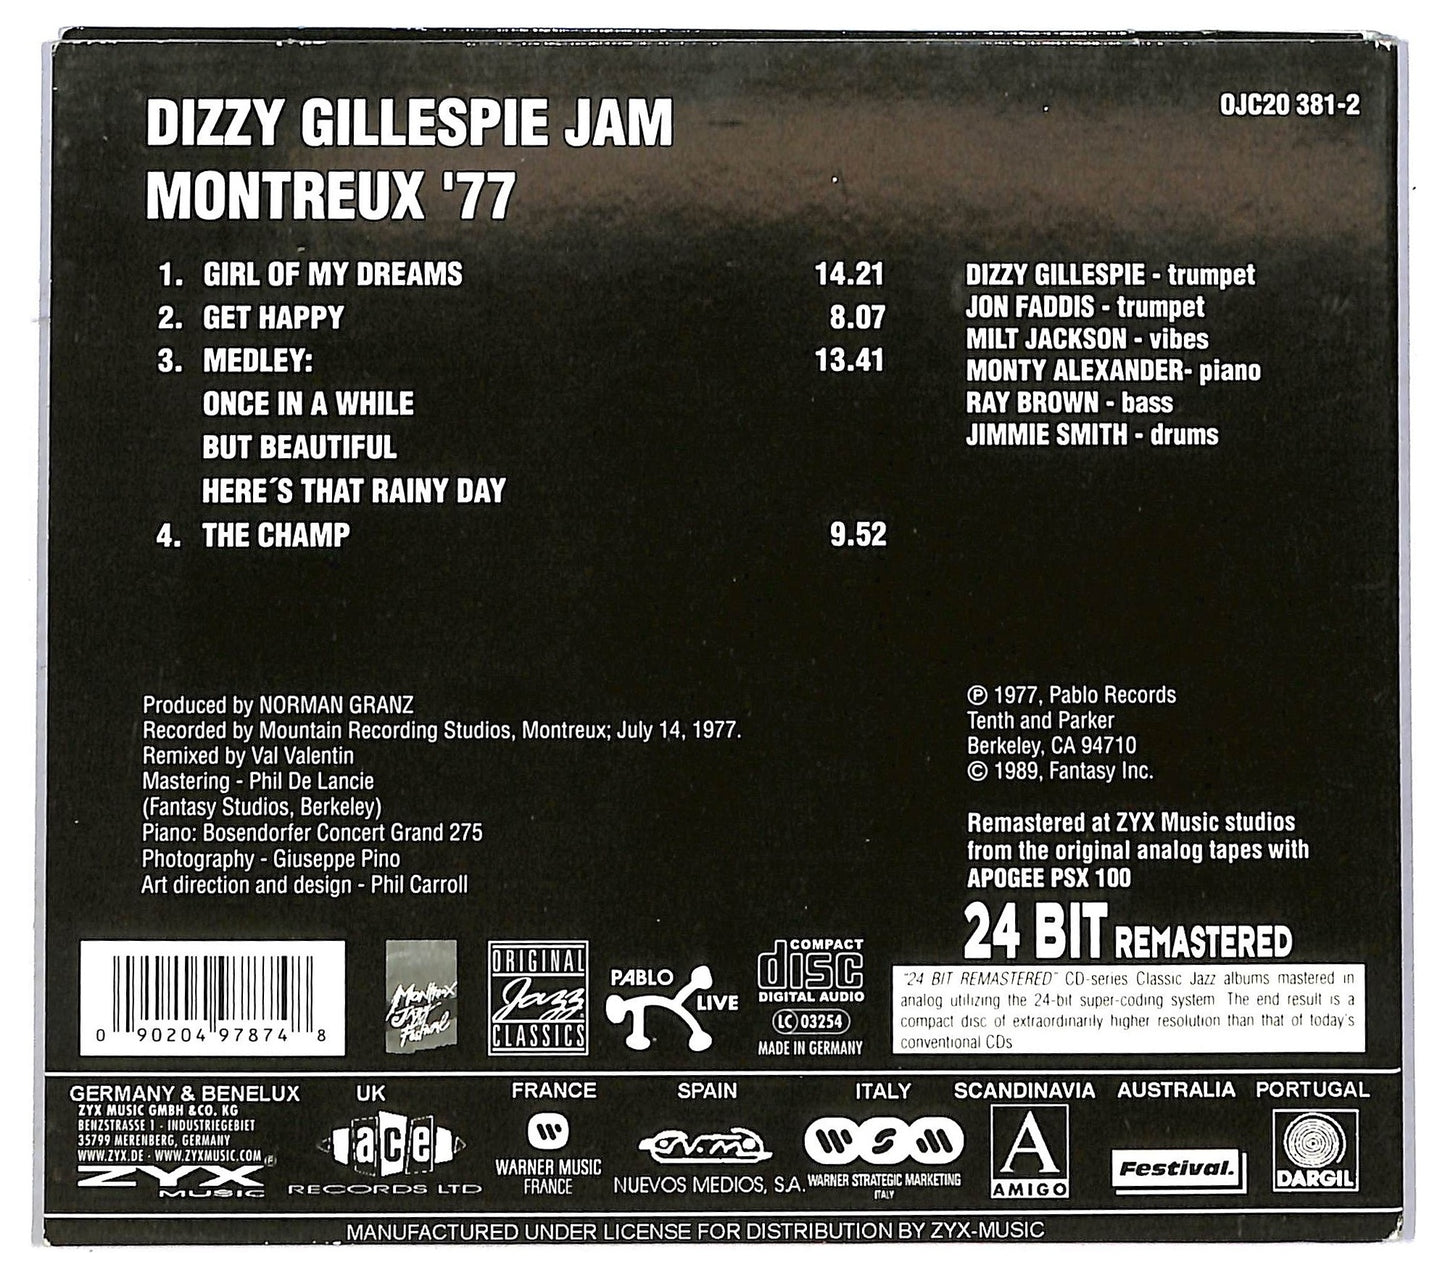 DIZZY GILLESPIE JAM
MONTREUX '77
OJC20 381-2
1. GIRL OF MY DREAMS 14.21
2. GET HAPPY 8.07
3. MEDLEY: 13.41
ONCE IN A WHILE
BUT BEAUTIFUL
HERE´S THAT RAINY DAY
4. THE CHAMP 9.52
DIZZY GILLESPIE - trumpet
JON FADDIS - trumpet
MILT JACKSON - vibes
MONTY ALEXANDER- piano
RAY BROWN - bass
JIMMIE SMITH - drums
Produced by NORMAN GRANZ
Recorded by Mountain Recording Studios, Montreux; July 14, 1977.
Remixed by Val Valentin
Mastering - Phil De Lancie
(Fantasy Studios, Berkeley)
Piano: Bosendorfer Concert Grand 275
Photography - Giuseppe Pino
Art direction and design - Phil Carroll
℗ 1977, Pablo Records
Tenth and Parker
Berkeley, CA 94710
© 1989, Fantasy Inc.
Remastered at ZYX Music studios
from the original analog tapes with
APOGEE PSX 100
24 BIT REMASTERED
"24 BIT REMASTERED" CD-series Classic Jazz albums mastered in
analog utilizing the 24-bit super-coding system. The end result is a
compact disc of extraordinarily higher resolution than that of today's
conventional CDs
0 90204 97874 8
Montreux
Jazz
Festival
ORIGINAL
Jazz
CLASSICS
PABLO
LIVE
COMPACT
disc
DIGITAL AUDIO
LC 03254
MADE IN GERMANY
GERMANY & BENELUX
ZYX MUSIC GMBH &CO. KG
BENZSTRASSE 1 - INDUSTRIEGEBIET
35799 MERENBERG, GERMANY
WWW.ZYX.DE - WWW.ZYXMUSIC.COM
ZYX
MUSIC
UK
ace
RECORDS LTD
FRANCE
WARNER MUSIC
FRANCE
SPAIN
NUEVOS MEDIOS, S.A.
ITALY
WSM
WARNER STRATEGIC MARKETING
ITALY
SCANDINAVIA
A
AMIGO
AUSTRALIA
Festival.
PORTUGAL
DARGIL
MANUFACTURED UNDER LICENSE FOR DISTRIBUTION BY ZYX-MUSIC